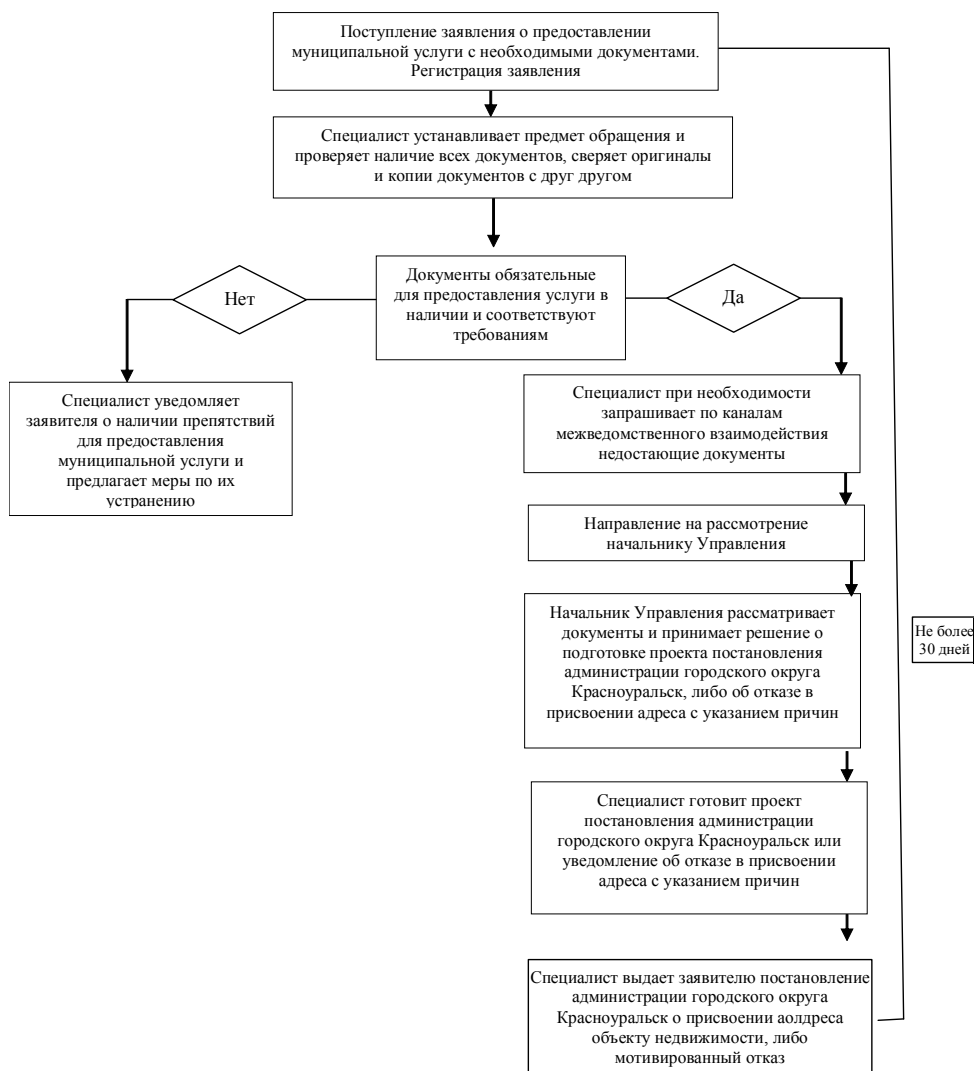 Поступление заявления о предоставлении
муниципальной услуги с необходимыми документами.
Регистрация заявления
Специалист устанавливает предмет обращения и
проверяет наличие всех документов, сверяет оригиналы
и копии документов с друг другом
Документы обязательные
для предоставления услуги в
наличии и соответствуют
требованиям
Нет
Да
Специалист уведомляет
заявителя о наличии препятствий
для предоставления
муниципальной услуги и
предлагает меры по их
устранению
Специалист при необходимости
запрашивает по каналам
межведомственного взаимодействия
недостающие документы
Направление на рассмотрение
начальнику Управления
Начальник Управления рассматривает
документы и принимает решение о
подготовке проекта постановления
администрации городского округа
Красноуральск, либо об отказе в
присвоении адреса с указанием причин
Не более
30 дней
Специалист готовит проект
постановления администрации
городского округа Красноуральск или
уведомление об отказе в присвоении
адреса с указанием причин
Специалист выдает заявителю постановление
администрации городского округа
Красноуральск о присвоении аолдреса
объекту недвижимости, либо
мотивированный отказ